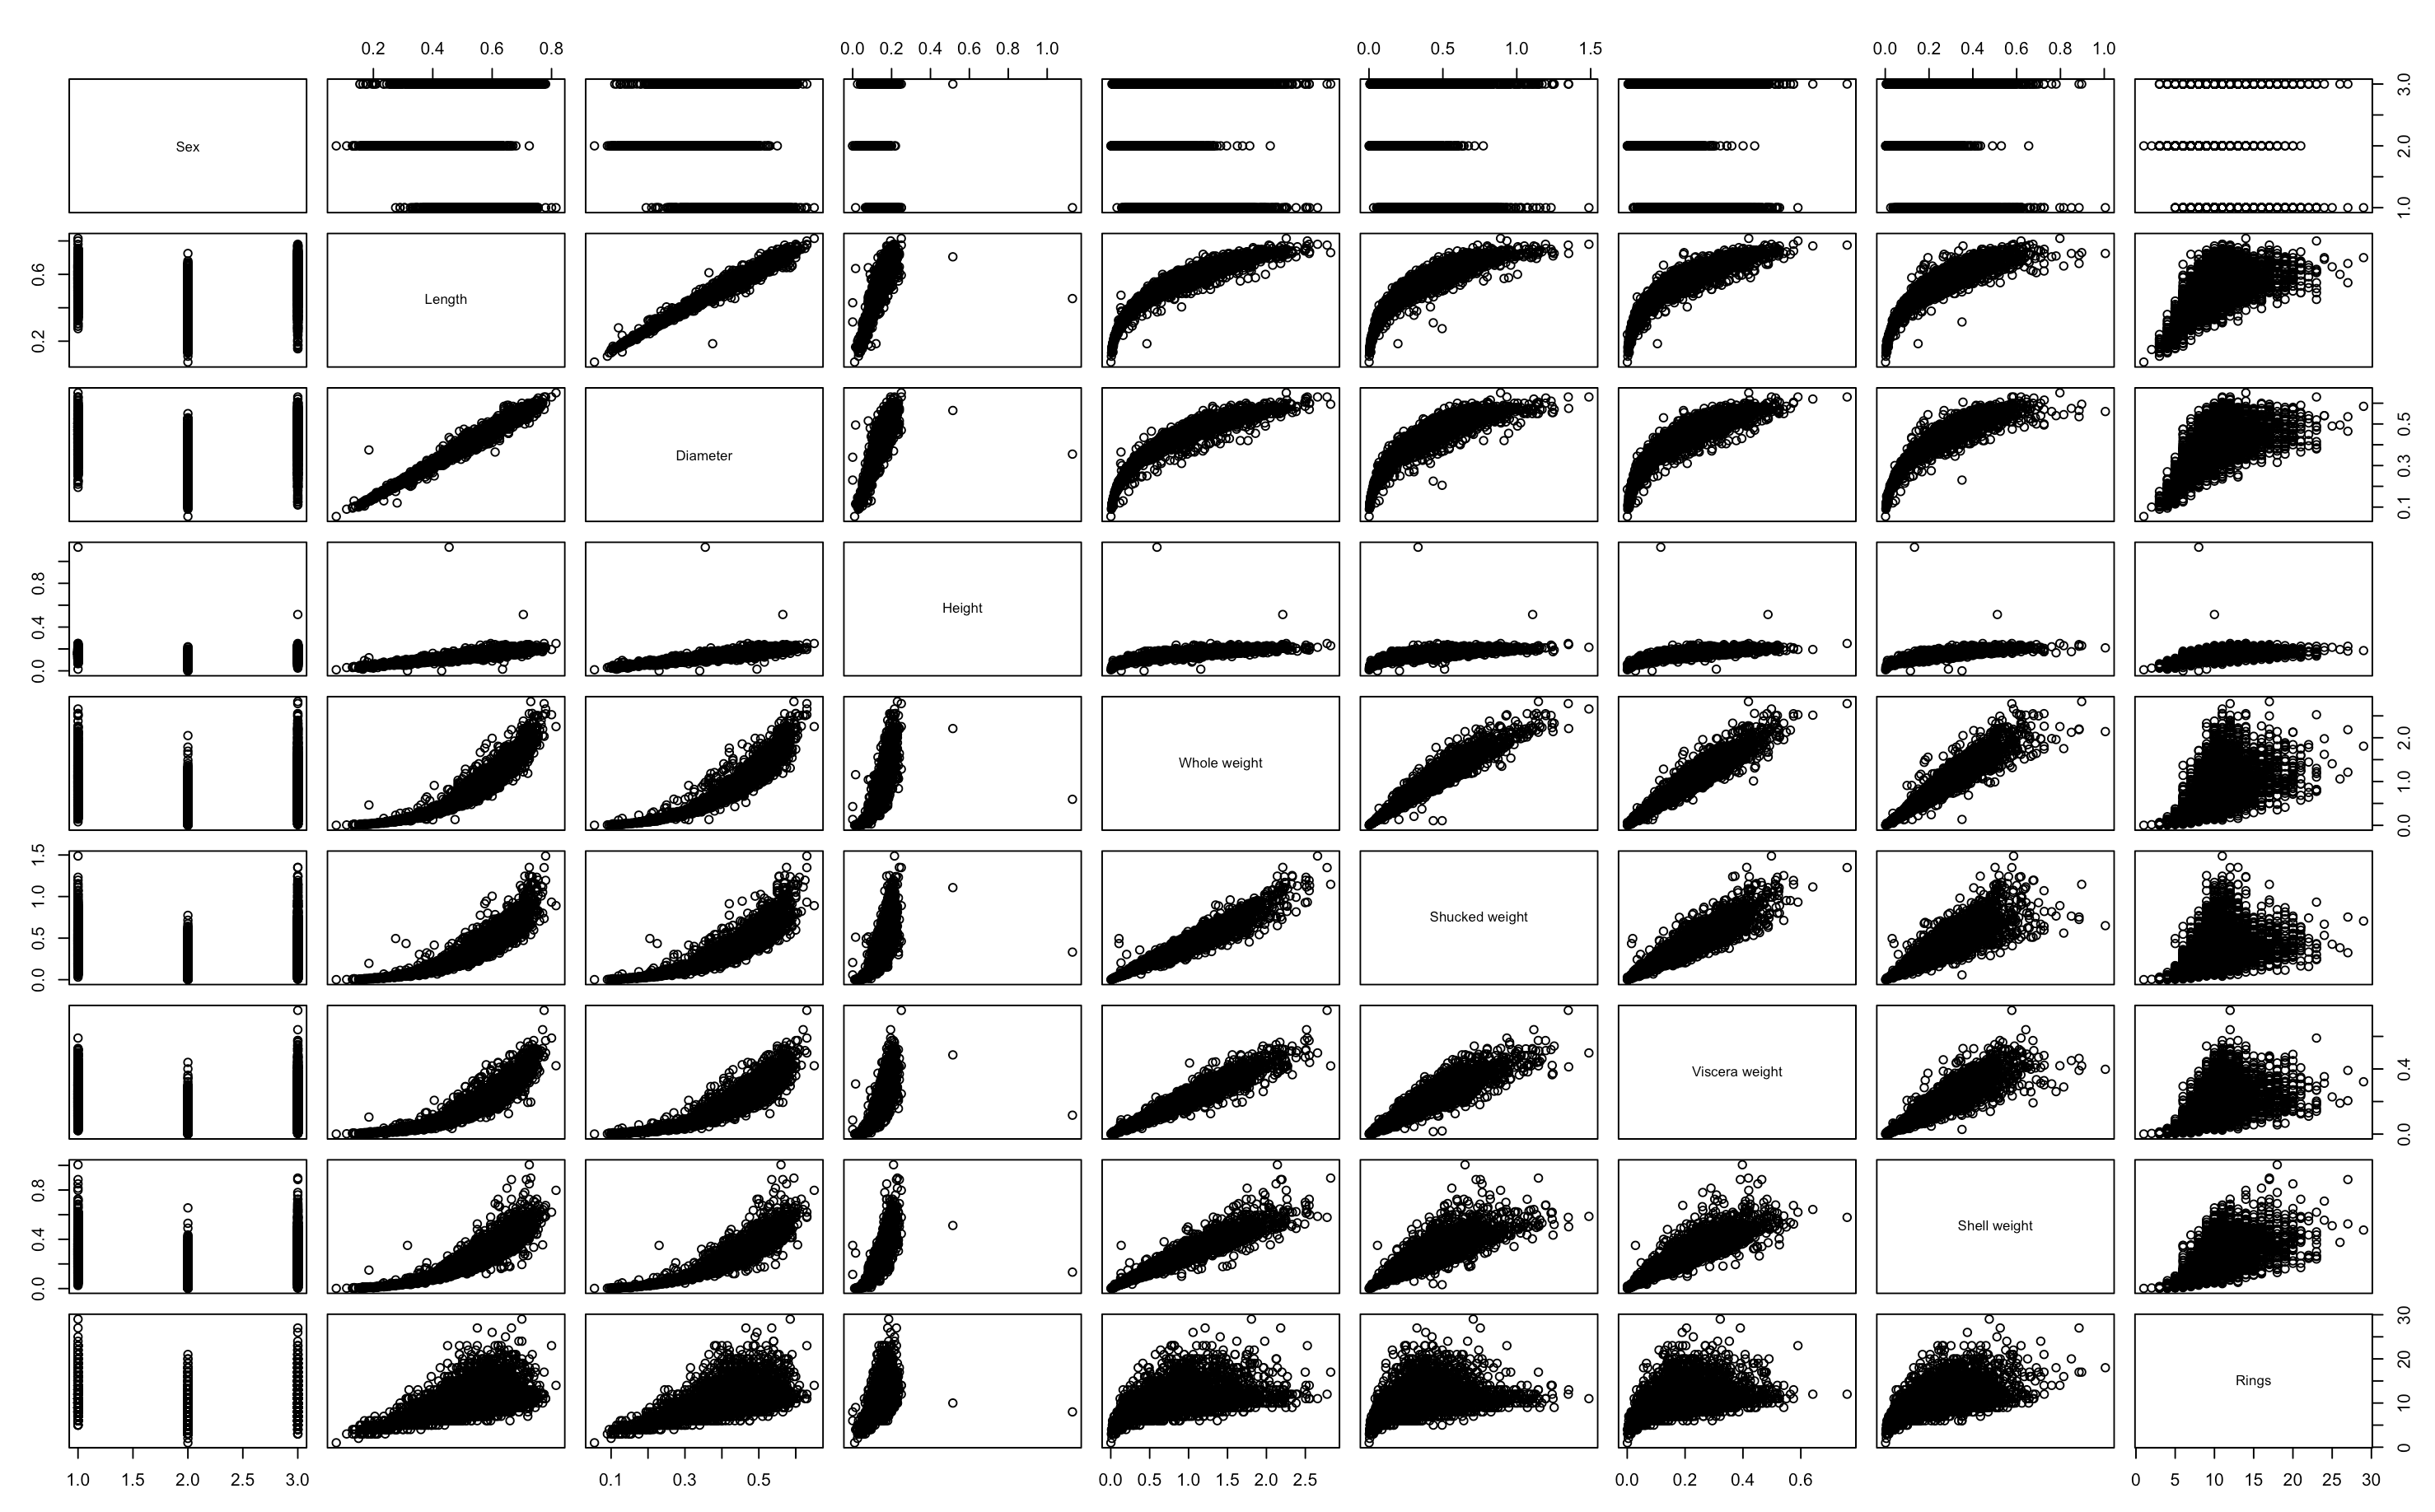 0.2 0.4 0.6 0.8 0.0 0.2 0.4 0.6 0.8 1.0 0.0 0.5 1.0 1.5 0.0 0.2 0.4 0.6 0.8 1.0
Sex 1.0 2.0 3.0
0.2 0.6 Length
Diameter 0.1 0.3 0.5
0.0 0.4 0.8 Height
Whole weight 0.0 1.0 2.0
0.0 0.5 1.0 1.5 Shucked weight
Viscera weight 0.0 0.4
0.0 0.4 0.8 Shell weight
Rings 0 10 20 30
1.0 1.5 2.0 2.5 3.0 0.1 0.3 0.5 0.0 0.5 1.0 1.5 2.0 2.5 0.0 0.2 0.4 0.6 0 5 10 15 20 25 30